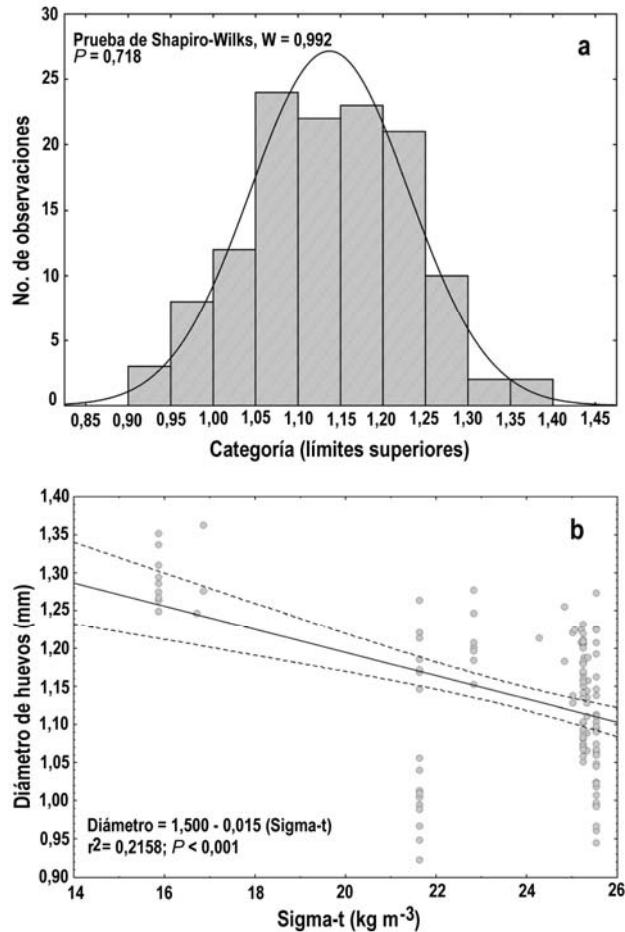 Prueba de Shapiro-Wilks, W = 0,992
P = 0,718
a
30
25
20
15
10
5
0
No. de observaciones
0,85 0,90 0,95 1,00 1,05 1,10 1,15 1,20 1,25 1,30 1,35 1,40 1,45
Categoría (límites superiores)
b
1,40
1,35
1,30
1,25
1,20
1,15
1,10
1,05
1,00
0,95
0,90
Diámetro de huevos (mm)
Diámetro = 1,500 - 0,015 (Sigma-t)
r2= 0,2158; P < 0,001
14 16 18 20 22 24 26
Sigma-t (kg m-3)